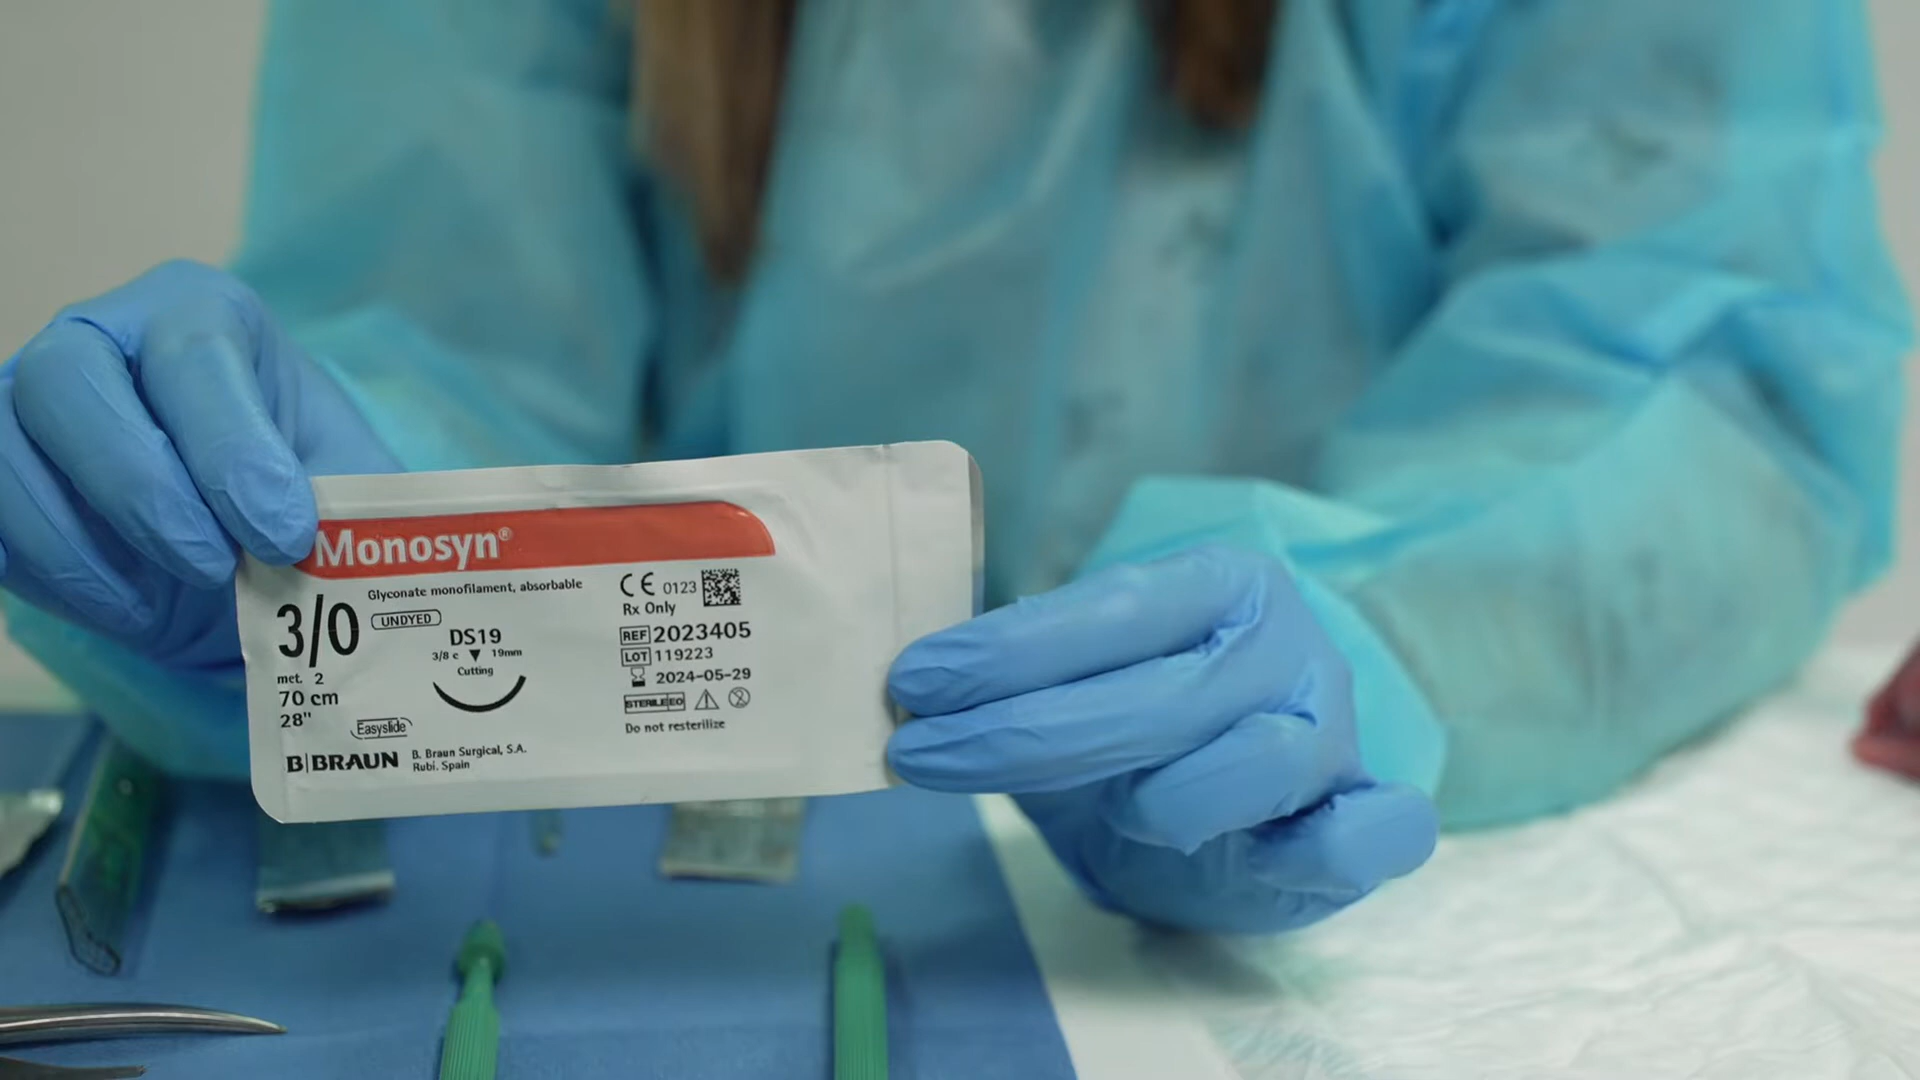 Monosyn®
Glyconate monofilament, absorbable
3/0
UNDYED
DS19
3/8 c ▼ 19mm
Cutting
met. 2
70 cm
28"
Easyslide
B|BRAUN
B. Braun Surgical, S.A.
Rubi. Spain
CE 0123
Rx Only
REF 2023405
LOT 119223
2024-05-29
STERILE EO
Do not resterilize